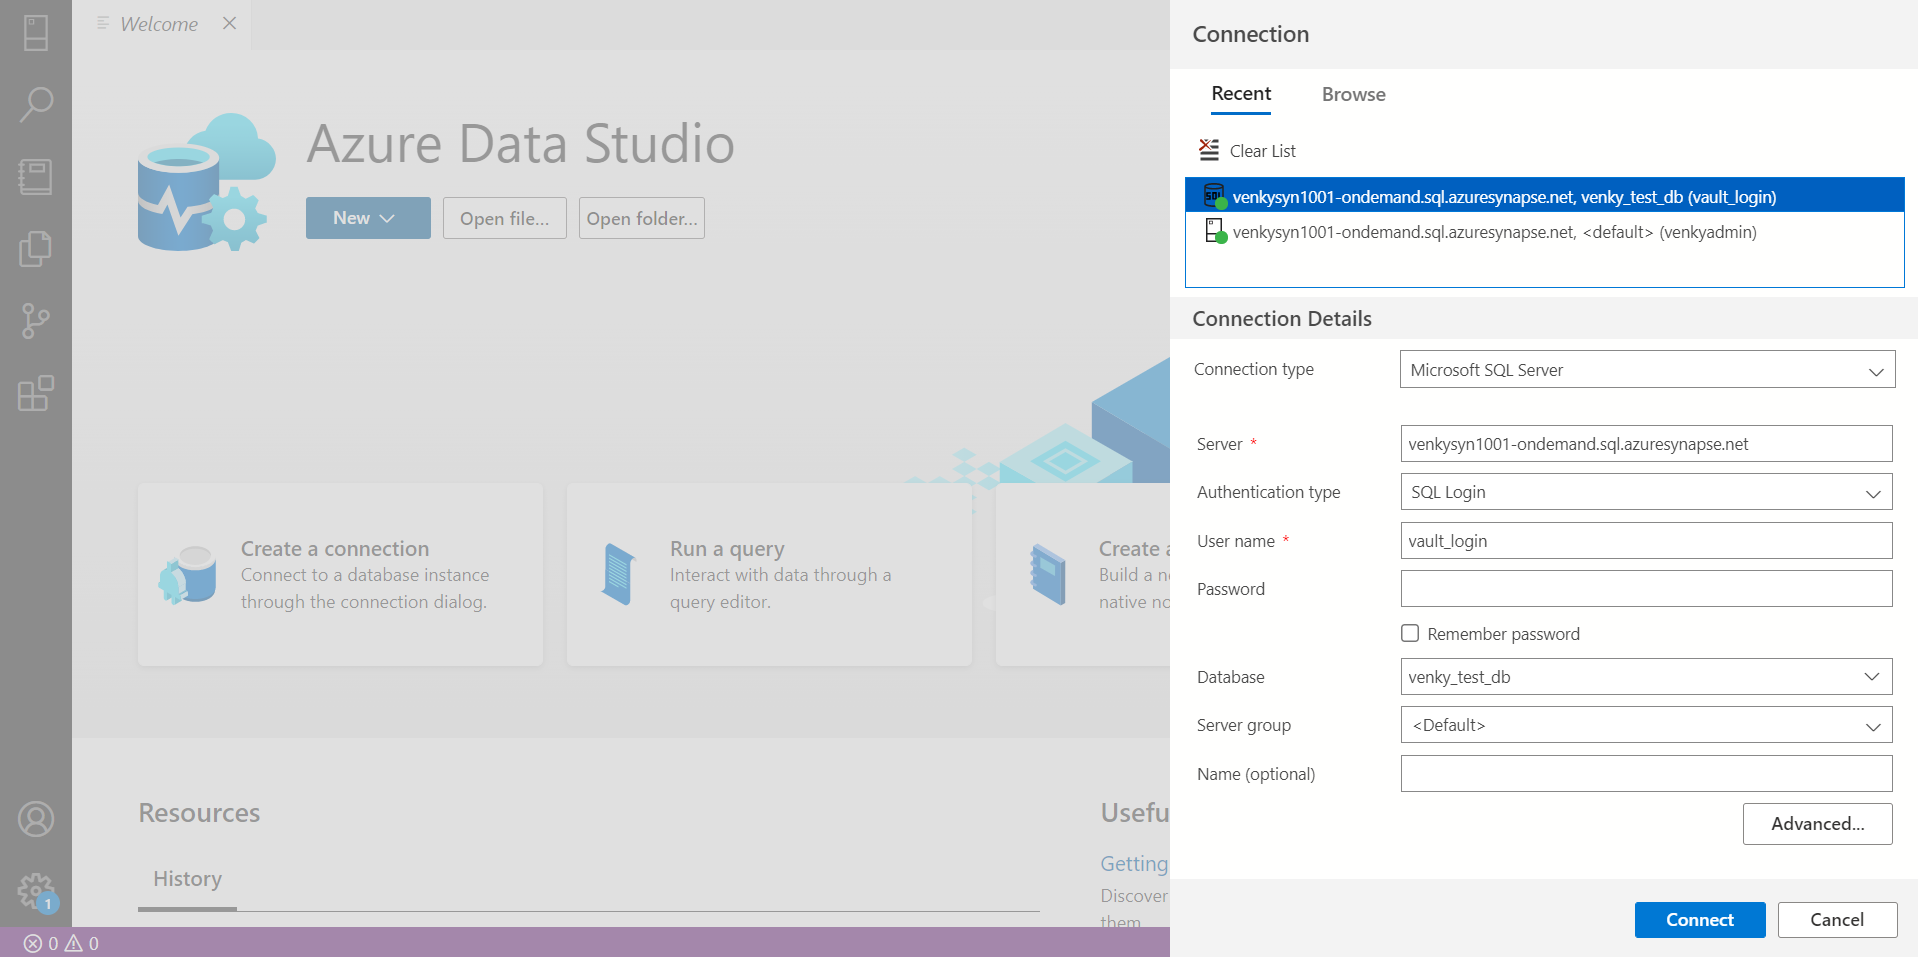 Welcome
Azure Data Studio
New
Open file...
Open folder...
Create a connection
Connect to a database instance
through the connection dialog.
Run a query
Interact with data through a
query editor.
Create a
Build a n
native no
Resources
History
Usefu
Getting
Discover
them
1
0
0
Connection
Recent
Browse
Clear List
SQL
venkysyn1001-ondemand.sql.azuresynapse.net, venky_test_db (vault_login)
venkysyn1001-ondemand.sql.azuresynapse.net, <default> (venkyadmin)
Connection Details
Connection type
Microsoft SQL Server
Server *
venkysyn1001-ondemand.sql.azuresynapse.net
Authentication type
SQL Login
User name *
vault_login
Password
Remember password
Database
venky_test_db
Server group
<Default>
Name (optional)
Advanced...
Connect
Cancel